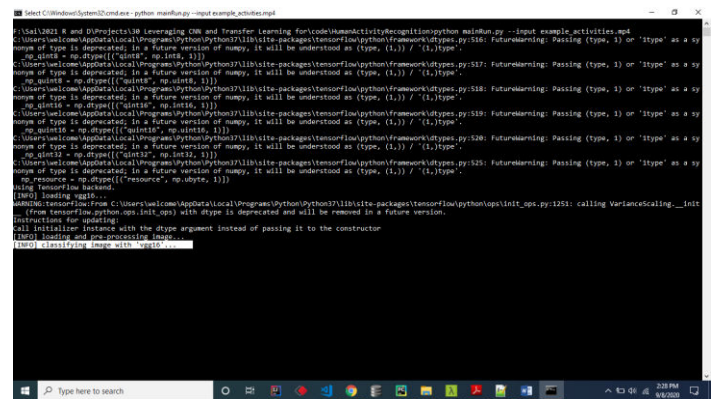 Select C:\Windows\System32\cmd.exe - python mainRun.py --input example_activities.mp4
F:\Sai\2021 R and D\Projects\30 Leveraging CNN and Transfer Learning for\code\HumanActivityRecognition>python mainRun.py --input example_activities.mp4
C:\Users\welcome\AppData\Local\Programs\Python\Python37\lib\site-packages\tensorflow\python\framework\dtypes.py:516: FutureWarning: Passing (type, 1) or '1type' as a sy
nonym of type is deprecated; in a future version of numpy, it will be understood as (type, (1,)) / '(1,)type'.
_np_qint8 = np.dtype([("qint8", np.int8, 1)])
C:\Users\welcome\AppData\Local\Programs\Python\Python37\lib\site-packages\tensorflow\python\framework\dtypes.py:517: FutureWarning: Passing (type, 1) or '1type' as a sy
nonym of type is deprecated; in a future version of numpy, it will be understood as (type, (1,)) / '(1,)type'.
_np_quint8 = np.dtype([("quint8", np.uint8, 1)])
C:\Users\welcome\AppData\Local\Programs\Python\Python37\lib\site-packages\tensorflow\python\framework\dtypes.py:518: FutureWarning: Passing (type, 1) or '1type' as a sy
nonym of type is deprecated; in a future version of numpy, it will be understood as (type, (1,)) / '(1,)type'.
_np_qint16 = np.dtype([("qint16", np.int16, 1)])
C:\Users\welcome\AppData\Local\Programs\Python\Python37\lib\site-packages\tensorflow\python\framework\dtypes.py:519: FutureWarning: Passing (type, 1) or '1type' as a sy
nonym of type is deprecated; in a future version of numpy, it will be understood as (type, (1,)) / '(1,)type'.
_np_quint16 = np.dtype([("quint16", np.uint16, 1)])
C:\Users\welcome\AppData\Local\Programs\Python\Python37\lib\site-packages\tensorflow\python\framework\dtypes.py:520: FutureWarning: Passing (type, 1) or '1type' as a sy
nonym of type is deprecated; in a future version of numpy, it will be understood as (type, (1,)) / '(1,)type'.
_np_qint32 = np.dtype([("qint32", np.int32, 1)])
C:\Users\welcome\AppData\Local\Programs\Python\Python37\lib\site-packages\tensorflow\python\framework\dtypes.py:525: FutureWarning: Passing (type, 1) or '1type' as a sy
nonym of type is deprecated; in a future version of numpy, it will be understood as (type, (1,)) / '(1,)type'.
np_resource = np.dtype([("resource", np.ubyte, 1)])
Using TensorFlow backend.
[INFO] loading vgg16...
WARNING:tensorflow:From C:\Users\welcome\AppData\Local\Programs\Python\Python37\lib\site-packages\tensorflow\python\ops\init_ops.py:1251: calling VarianceScaling.__init
__ (from tensorflow.python.ops.init_ops) with dtype is deprecated and will be removed in a future version.
Instructions for updating:
Call initializer instance with the dtype argument instead of passing it to the constructor
[INFO] loading and pre-processing image...
[INFO] classifying image with 'vgg16'...
Type here to search
2:28 PM
9/8/2020